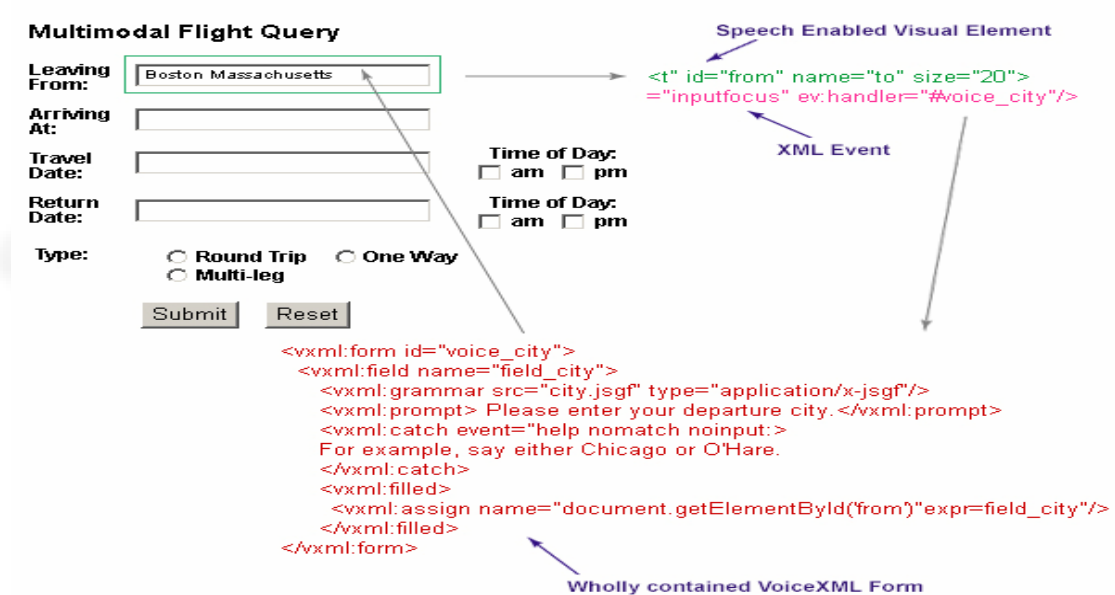 Multimodal Flight Query
Speech Enabled Visual Element
Leaving
From:
Boston Massachusetts
<t" id="from" name="to" size="20">
="inputfocus" ev:handler="#voice_city"/>
XML Event
Arriving
At:
Travel
Date:
Time of Day:
am pm
Return
Date:
Time of Day:
am pm
Type:
Round Trip One Way
Multi-leg
Submit Reset
<vxml:form id="voice_city">
<vxml:field name="field_city">
<vxml:grammar src="city.jsgf" type="application/x-jsgf"/>
<vxml:prompt> Please enter your departure city.</vxml:prompt>
<vxml:catch event="help nomatch noinput:>
For example, say either Chicago or O'Hare.
</vxml:catch>
<vxml:filled>
<vxml:assign name="document.getElementById('from')"expr=field_city"/>
</vxml:filled>
</vxml:form>
Wholly contained VoiceXML Form